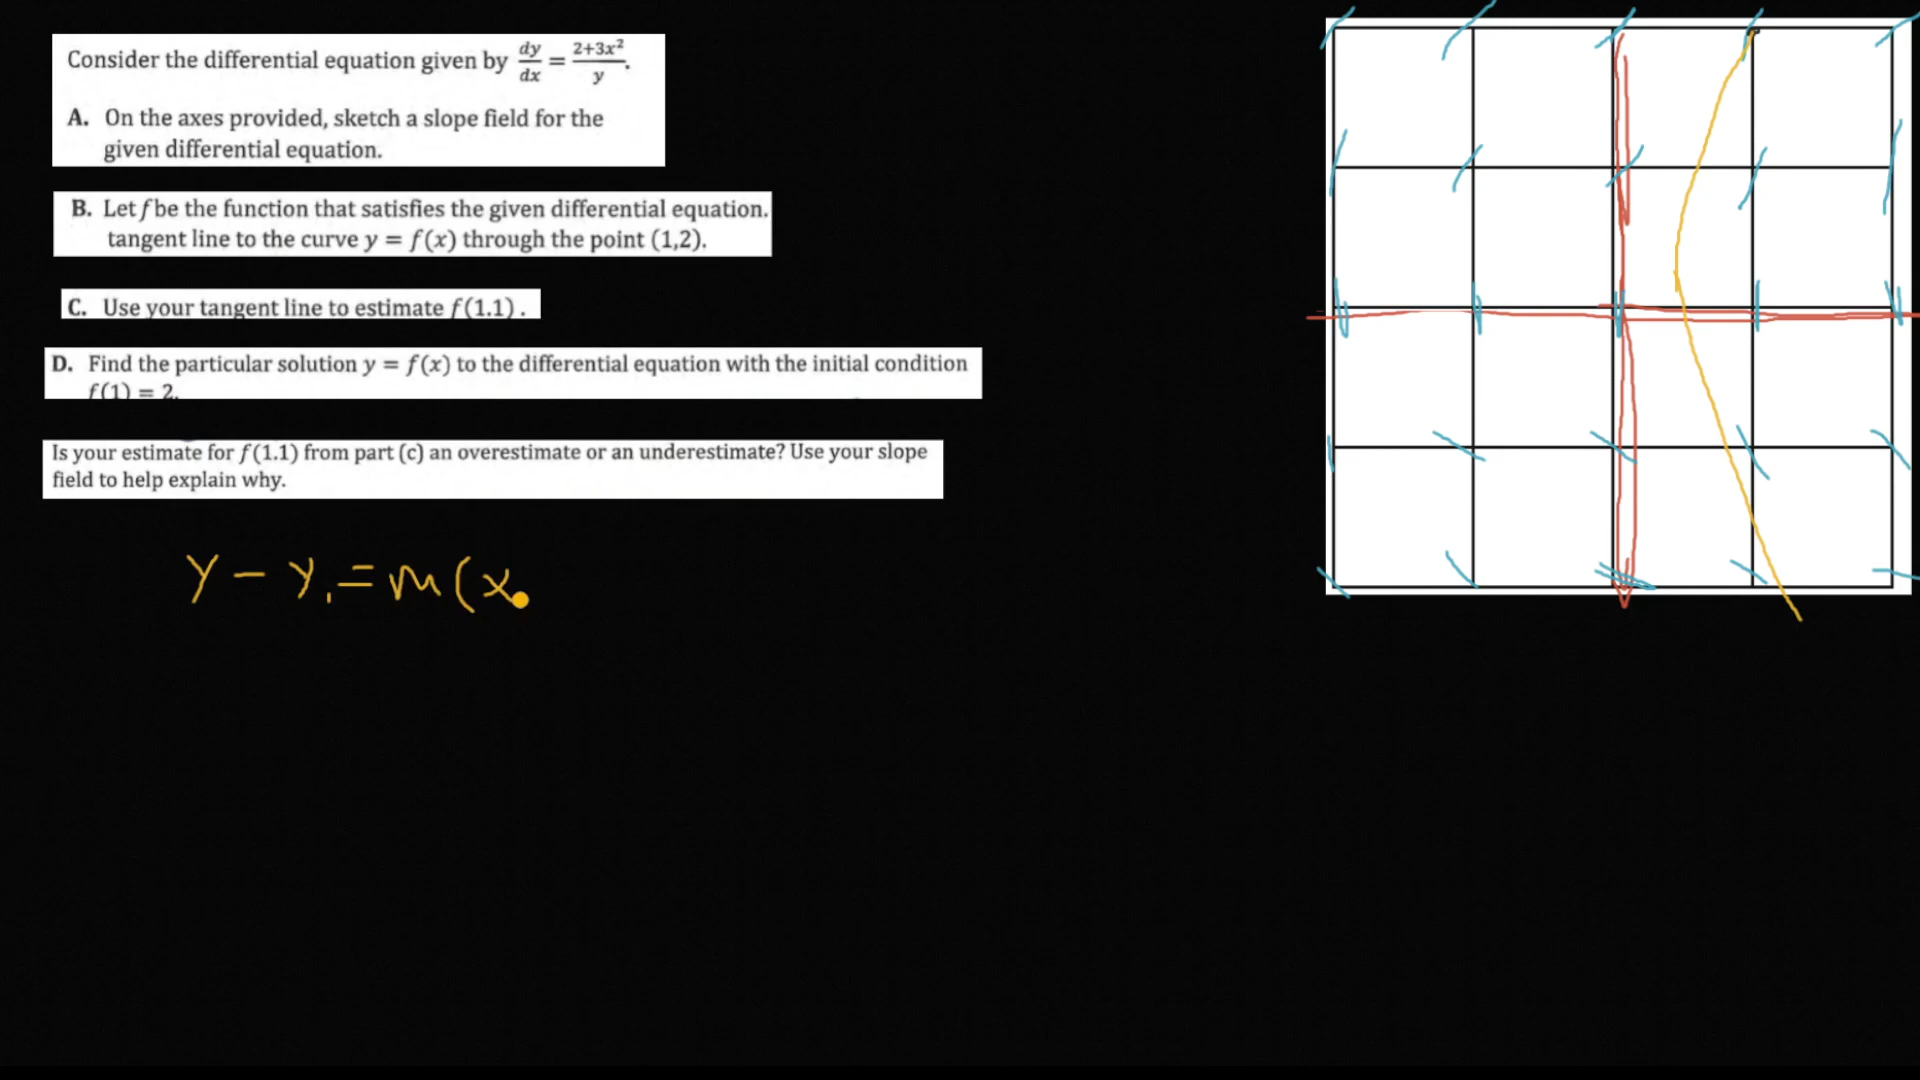 Consider the differential equation given by dy/dx = 2+3x²/y.
A. On the axes provided, sketch a slope field for the
given differential equation.
B. Let f be the function that satisfies the given differential equation.
tangent line to the curve y = f(x) through the point (1,2).
C. Use your tangent line to estimate f(1.1).
D. Find the particular solution y = f(x) to the differential equation with the initial condition
f(1) = 2.
Is your estimate for f(1.1) from part (c) an overestimate or an underestimate? Use your slope
field to help explain why.
y - y₁ = m(x